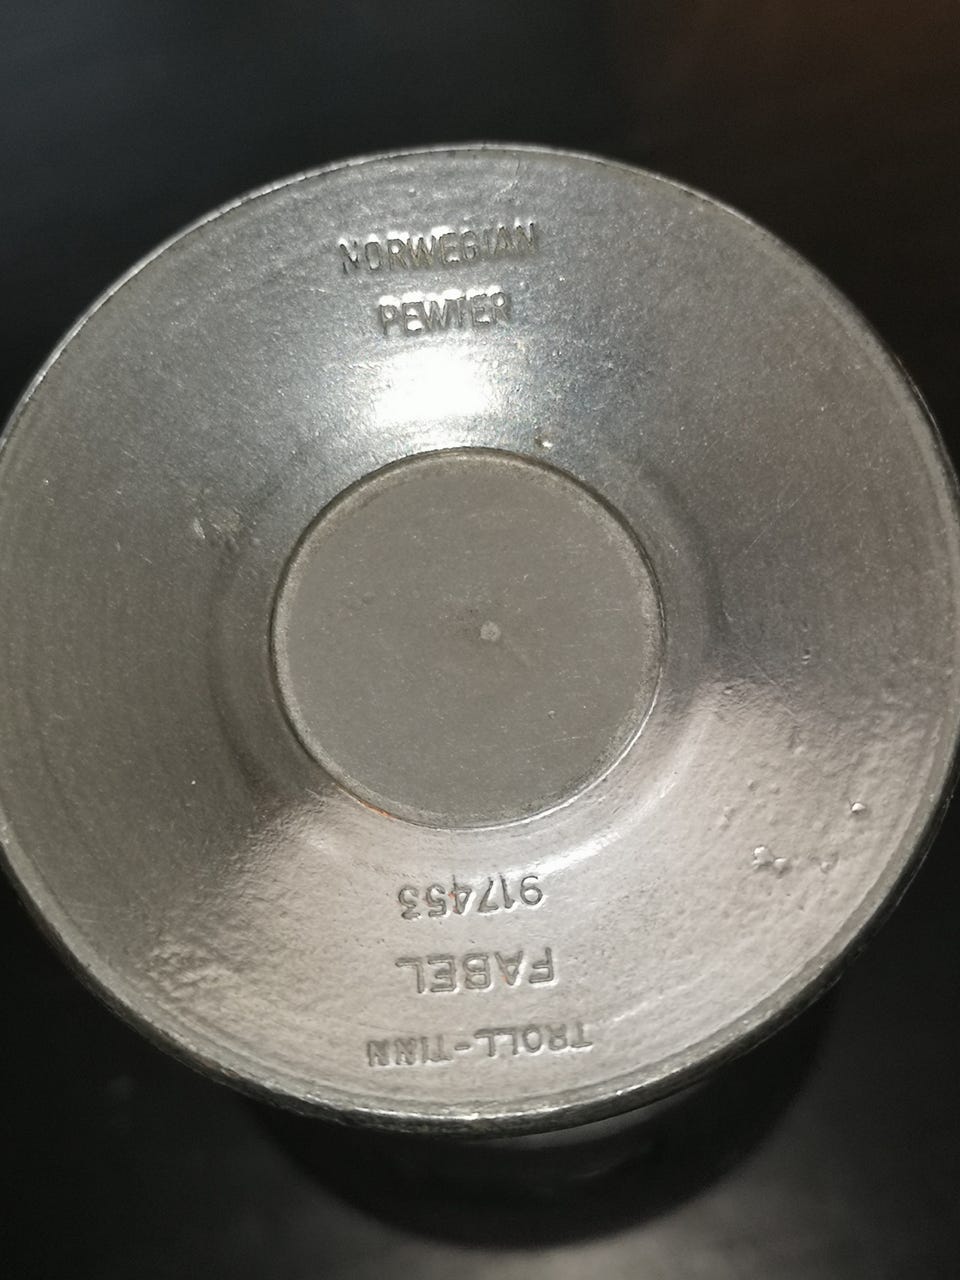 NORWEGIAN
PEWTER
TROLL-TINN
FABEL
917453